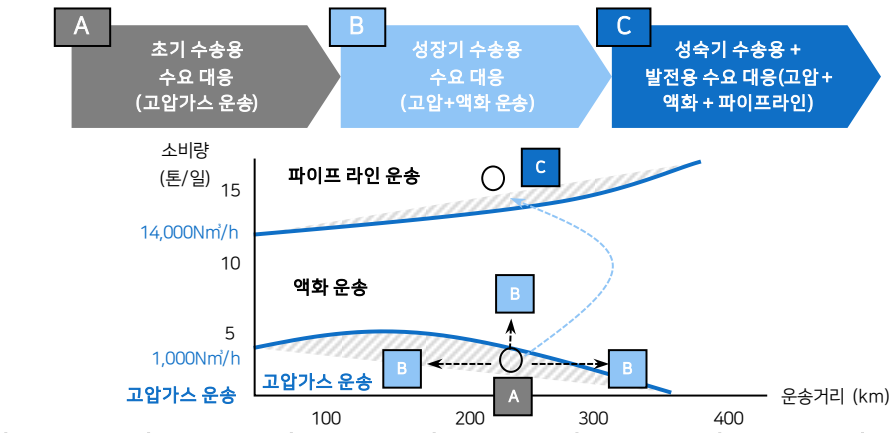 A
초기 수송용
수요 대응
(고압가스 운송)
B
성장기 수송용
수요 대응
(고압+액화 운송)
C
성숙기 수송용 +
발전용 수요 대응(고압 +
액화 + 파이프라인)
소비량
(톤/일)
15
14,000N㎥/h
10
5
1,000N㎥/h
고압가스 운송
파이프 라인 운송
C
액화 운송
B
B
B
고압가스 운송
A
운송거리 (km)
100
200
300
400